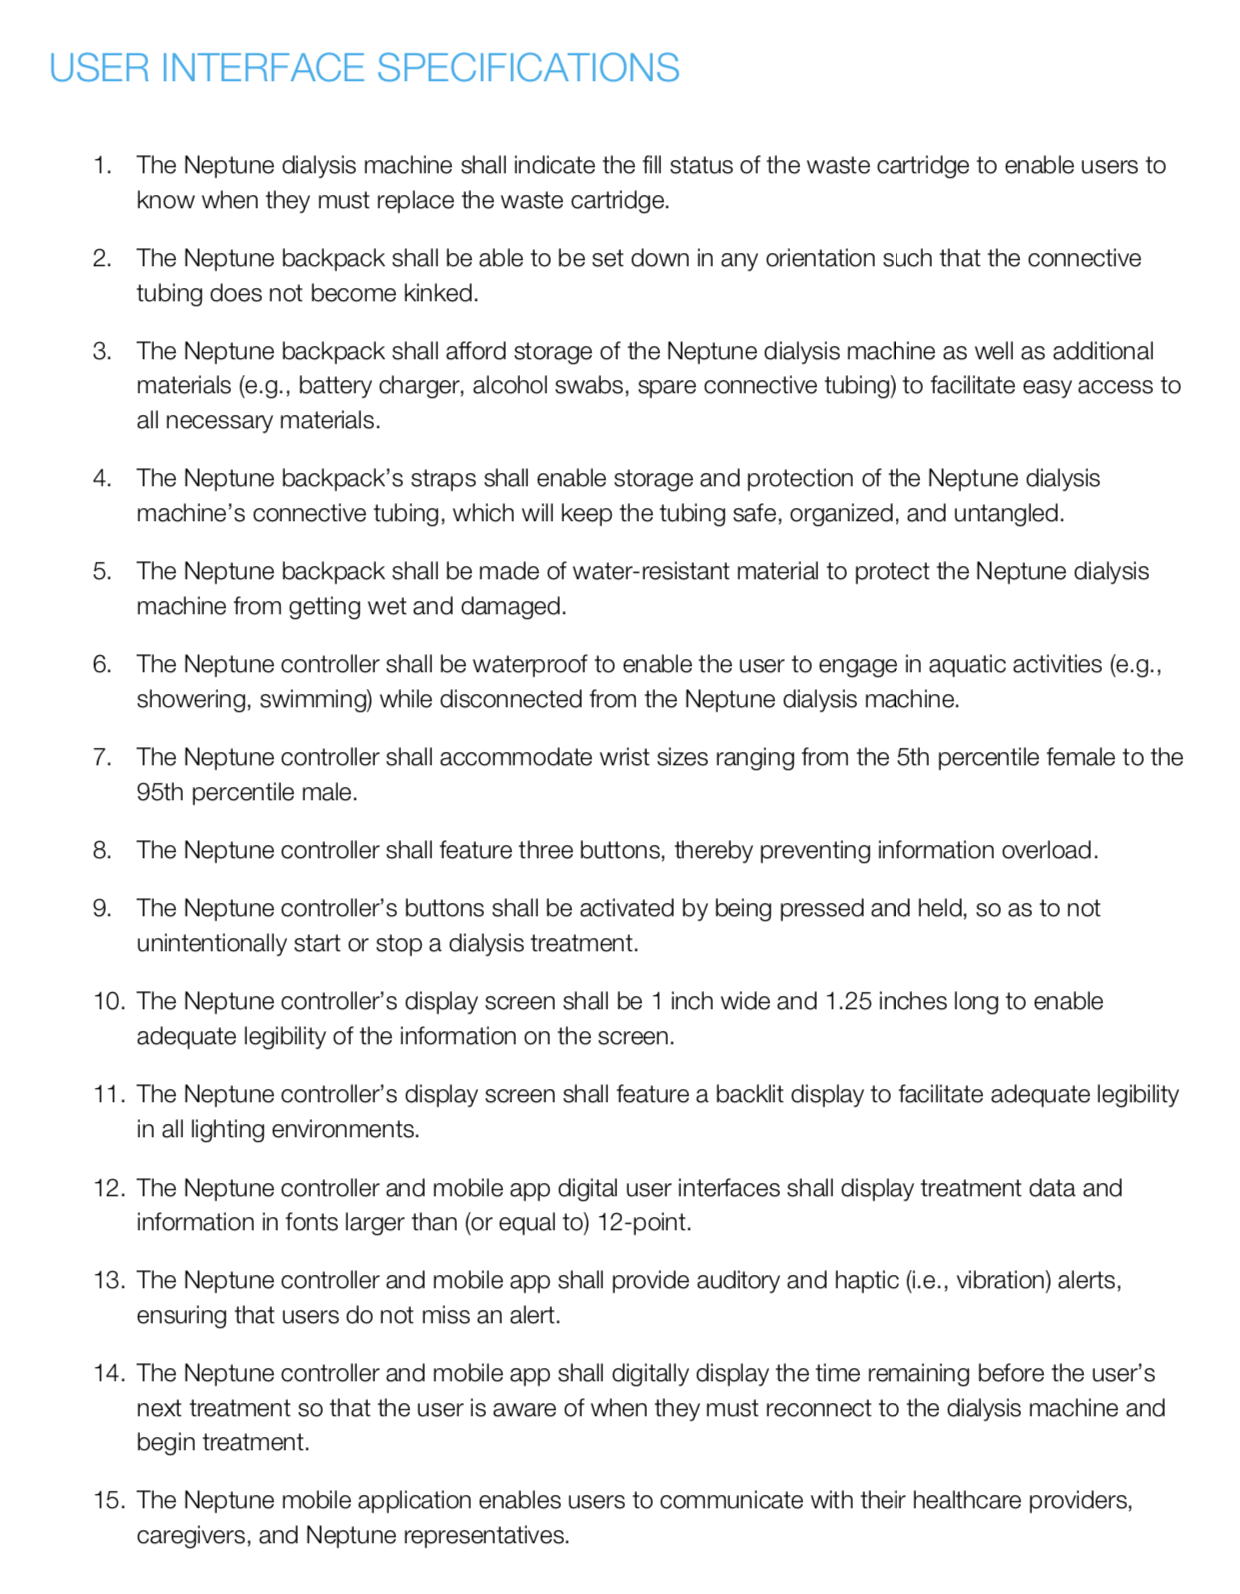 USER INTERFACE SPECIFICATIONS
1. The Neptune dialysis machine shall indicate the fill status of the waste cartridge to enable users to
know when they must replace the waste cartridge.
2. The Neptune backpack shall be able to be set down in any orientation such that the connective
tubing does not become kinked.
3. The Neptune backpack shall afford storage of the Neptune dialysis machine as well as additional
materials (e.g., battery charger, alcohol swabs, spare connective tubing) to facilitate easy access to
all necessary materials.
4. The Neptune backpack’s straps shall enable storage and protection of the Neptune dialysis
machine’s connective tubing, which will keep the tubing safe, organized, and untangled.
5. The Neptune backpack shall be made of water-resistant material to protect the Neptune dialysis
machine from getting wet and damaged.
6. The Neptune controller shall be waterproof to enable the user to engage in aquatic activities (e.g.,
showering, swimming) while disconnected from the Neptune dialysis machine.
7. The Neptune controller shall accommodate wrist sizes ranging from the 5th percentile female to the
95th percentile male.
8. The Neptune controller shall feature three buttons, thereby preventing information overload.
9. The Neptune controller’s buttons shall be activated by being pressed and held, so as to not
unintentionally start or stop a dialysis treatment.
10. The Neptune controller’s display screen shall be 1 inch wide and 1.25 inches long to enable
adequate legibility of the information on the screen.
11. The Neptune controller’s display screen shall feature a backlit display to facilitate adequate legibility
in all lighting environments.
12. The Neptune controller and mobile app digital user interfaces shall display treatment data and
information in fonts larger than (or equal to) 12-point.
13. The Neptune controller and mobile app shall provide auditory and haptic (i.e., vibration) alerts,
ensuring that users do not miss an alert.
14. The Neptune controller and mobile app shall digitally display the time remaining before the user’s
next treatment so that the user is aware of when they must reconnect to the dialysis machine and
begin treatment.
15. The Neptune mobile application enables users to communicate with their healthcare providers,
caregivers, and Neptune representatives.